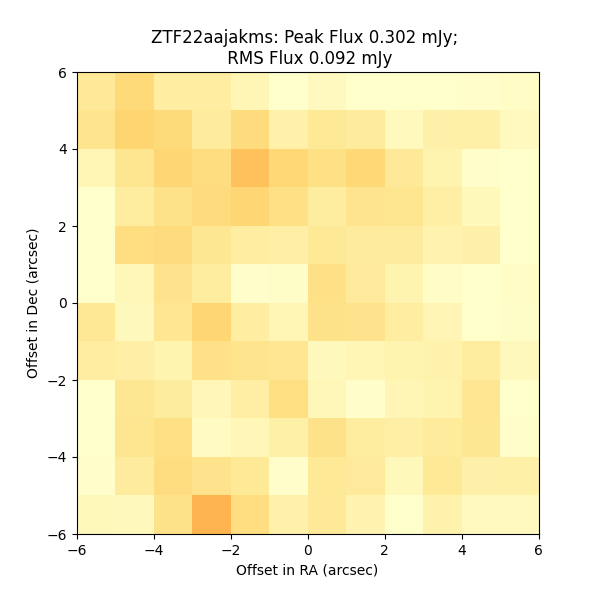 ZTF22aajakms: Peak Flux 0.302 mJy;
RMS Flux 0.092 mJy
6
4
2
0
−2
−4
−6
Offset in Dec (arcsec)
−6 −4 −2 0 2 4 6
Offset in RA (arcsec)